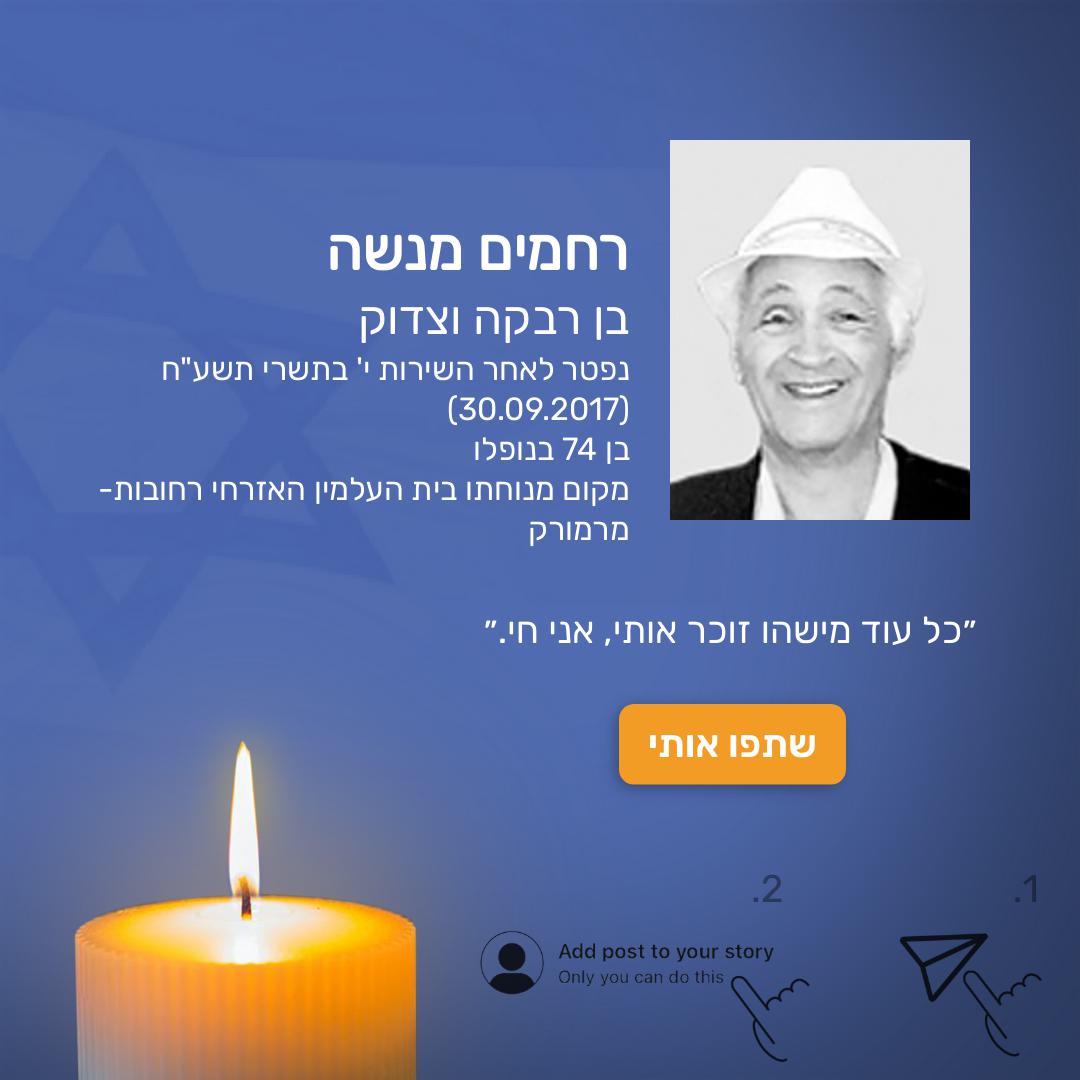 רחמים מנשה
בן רבקה וצדוק
נפטר לאחר השירות י' בתשרי תשע"ח
(30.09.2017)
בן 74 בנופלו
מקום מנוחתו בית העלמין האזרחי רחובות-
מרמורק
״כל עוד מישהו זוכר אותי, אני חי.״
שתפו אותי
1.
2.
Add post to your story
Only you can do this